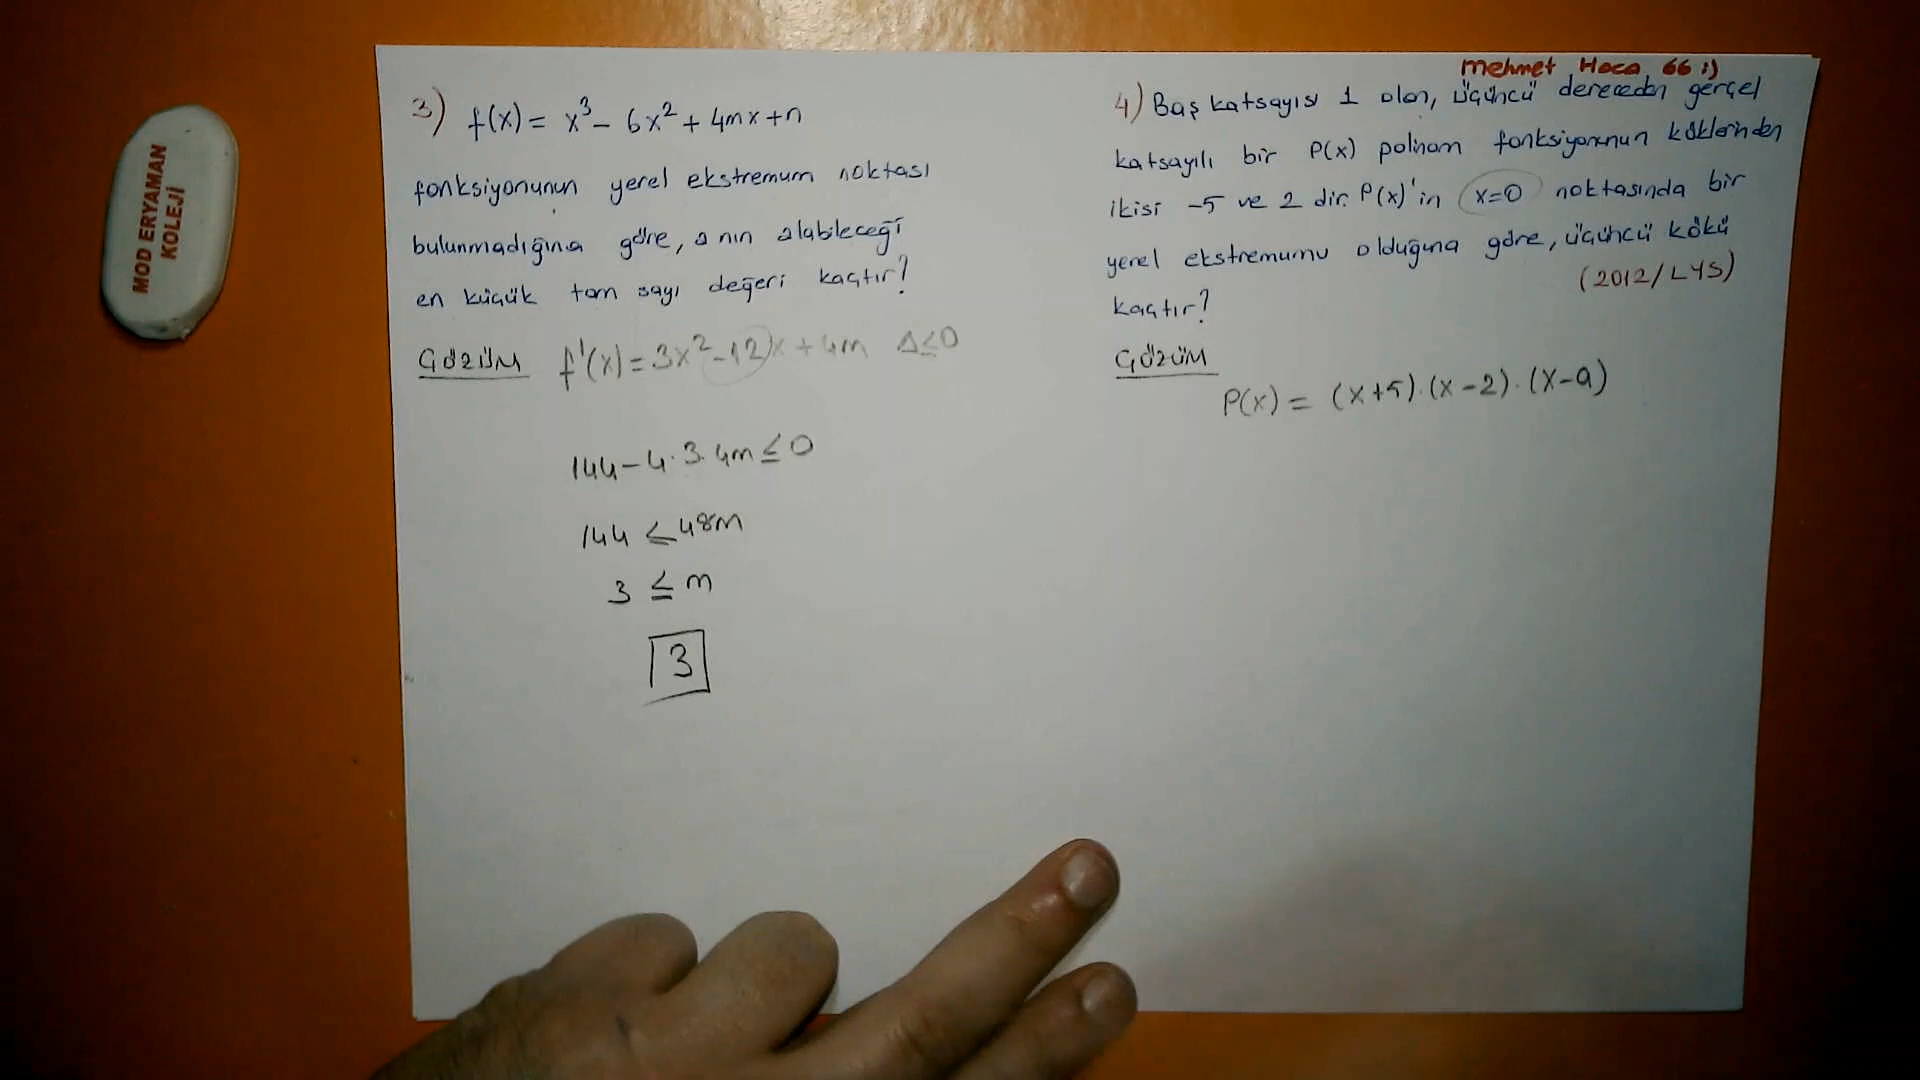 MOD ERYAMAN
KOLEJİ
3) f(x) = x³ - 6x² + 4mx + n
fonksiyonunun yerel ekstremum noktası
bulunmadığına göre, a nın alabileceği
en küçük tam sayı değeri kaçtır?
ÇÖZÜM f'(x) = 3x² - 12x + 4m Δ≤0
144 - 4·3·4m ≤ 0
144 ≤ 48m
3 ≤ m
3
Mehmet Hoca 66 :)
4) Baş katsayısı 1 olan, üçüncü dereceden gerçel
katsayılı bir P(x) polinom fonksiyonunun köklerinden
ikisi -5 ve 2 dir. P(x)'in x=0 noktasında bir
yerel ekstremumu olduğuna göre, üçüncü kökü
kaçtır?
(2012/LYS)
ÇÖZÜM
P(x) = (x+5).(x-2).(x-a)